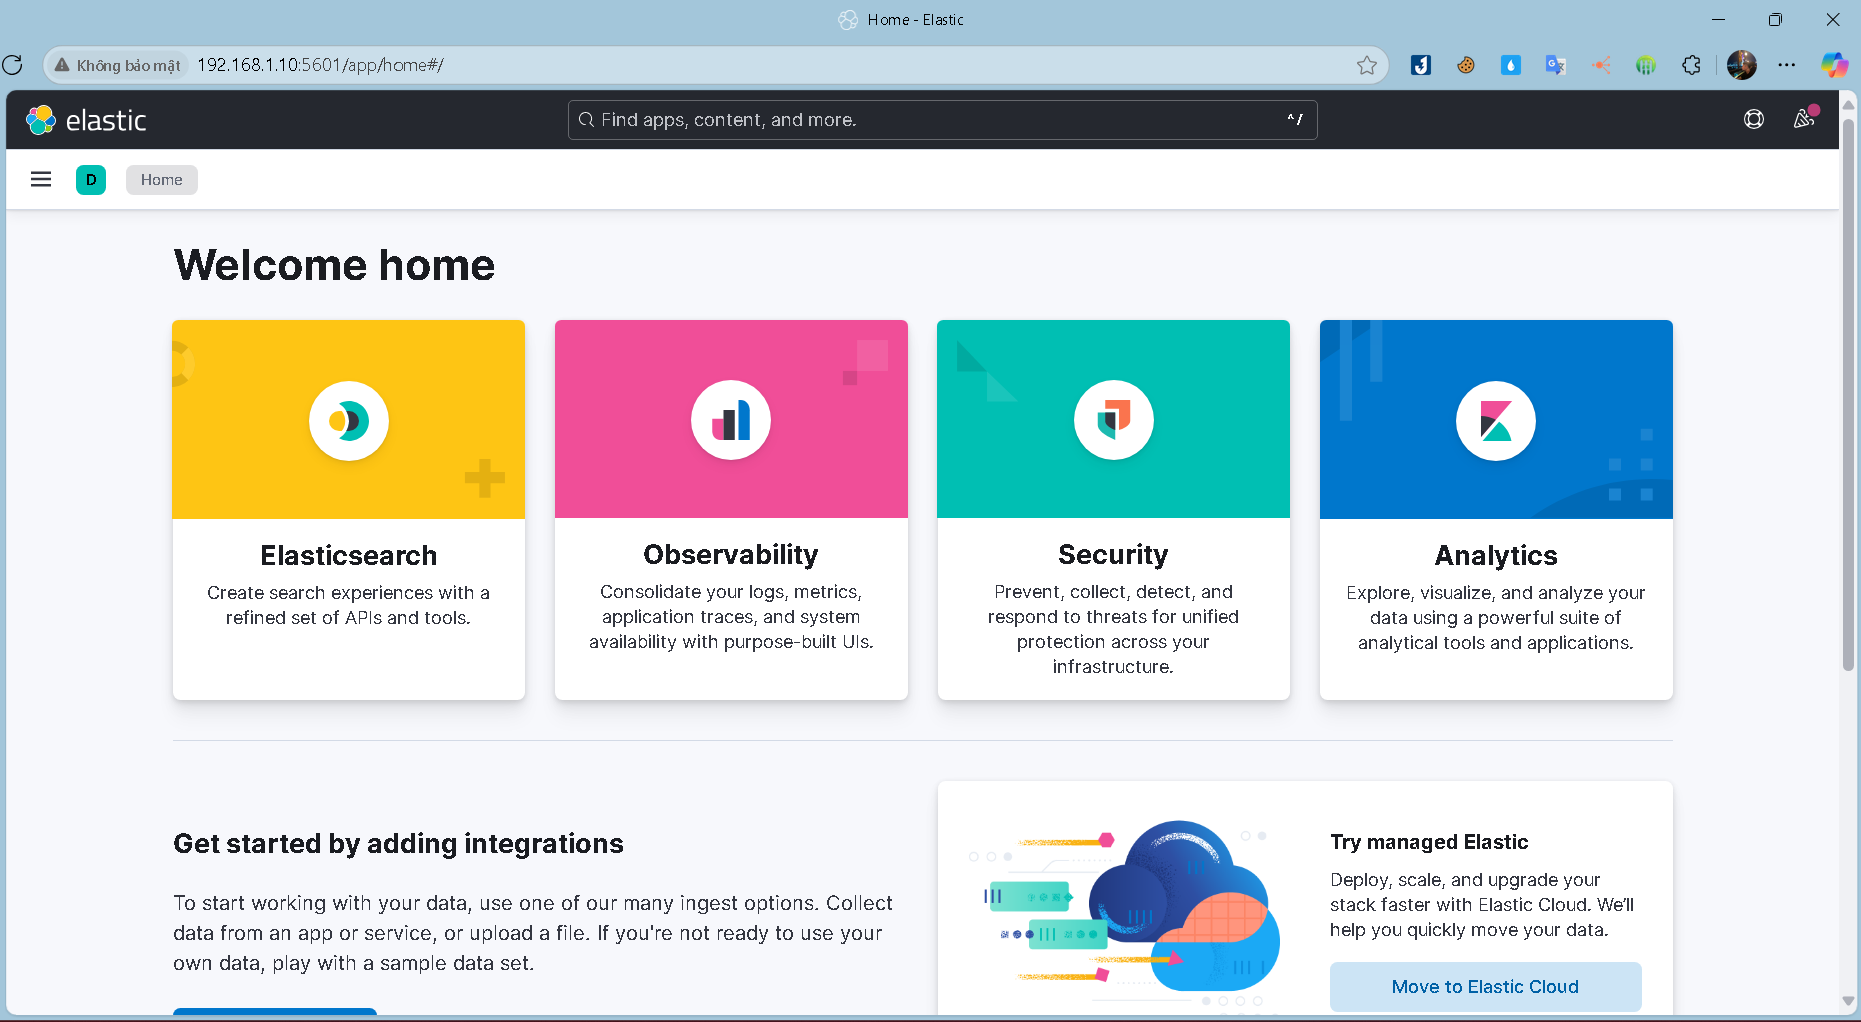 Home - Elastic
Không bảo mật 192.168.1.10:5601/app/home#/
elastic
Find apps, content, and more.
^/
D
Home
Welcome home
Elasticsearch
Create search experiences with a
refined set of APIs and tools.
Observability
Consolidate your logs, metrics,
application traces, and system
availability with purpose-built UIs.
Security
Prevent, collect, detect, and
respond to threats for unified
protection across your
infrastructure.
Analytics
Explore, visualize, and analyze your
data using a powerful suite of
analytical tools and applications.
Get started by adding integrations
To start working with your data, use one of our many ingest options. Collect
data from an app or service, or upload a file. If you're not ready to use your
own data, play with a sample data set.
Try managed Elastic
Deploy, scale, and upgrade your
stack faster with Elastic Cloud. We'll
help you quickly move your data.
Move to Elastic Cloud